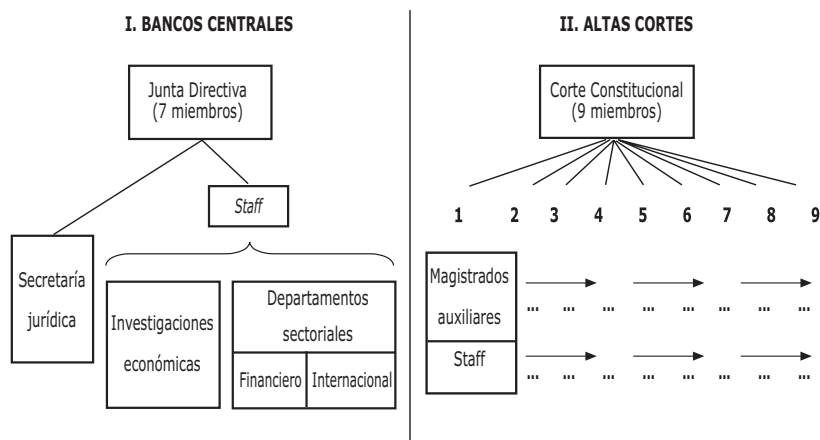 I. BANCOS CENTRALES
Junta Directiva
(7 miembros)
Staff
Secretaría
jurídica
Investigaciones
económicas
Departamentos
sectoriales
Financiero
Internacional
II. ALTAS CORTES
Corte Constitucional
(9 miembros)
1 2 3 4 5 6 7 8 9
Magistrados
auxiliares
... ... ... ... ... ... ... ...
Staff
... ... ... ... ... ... ... ...